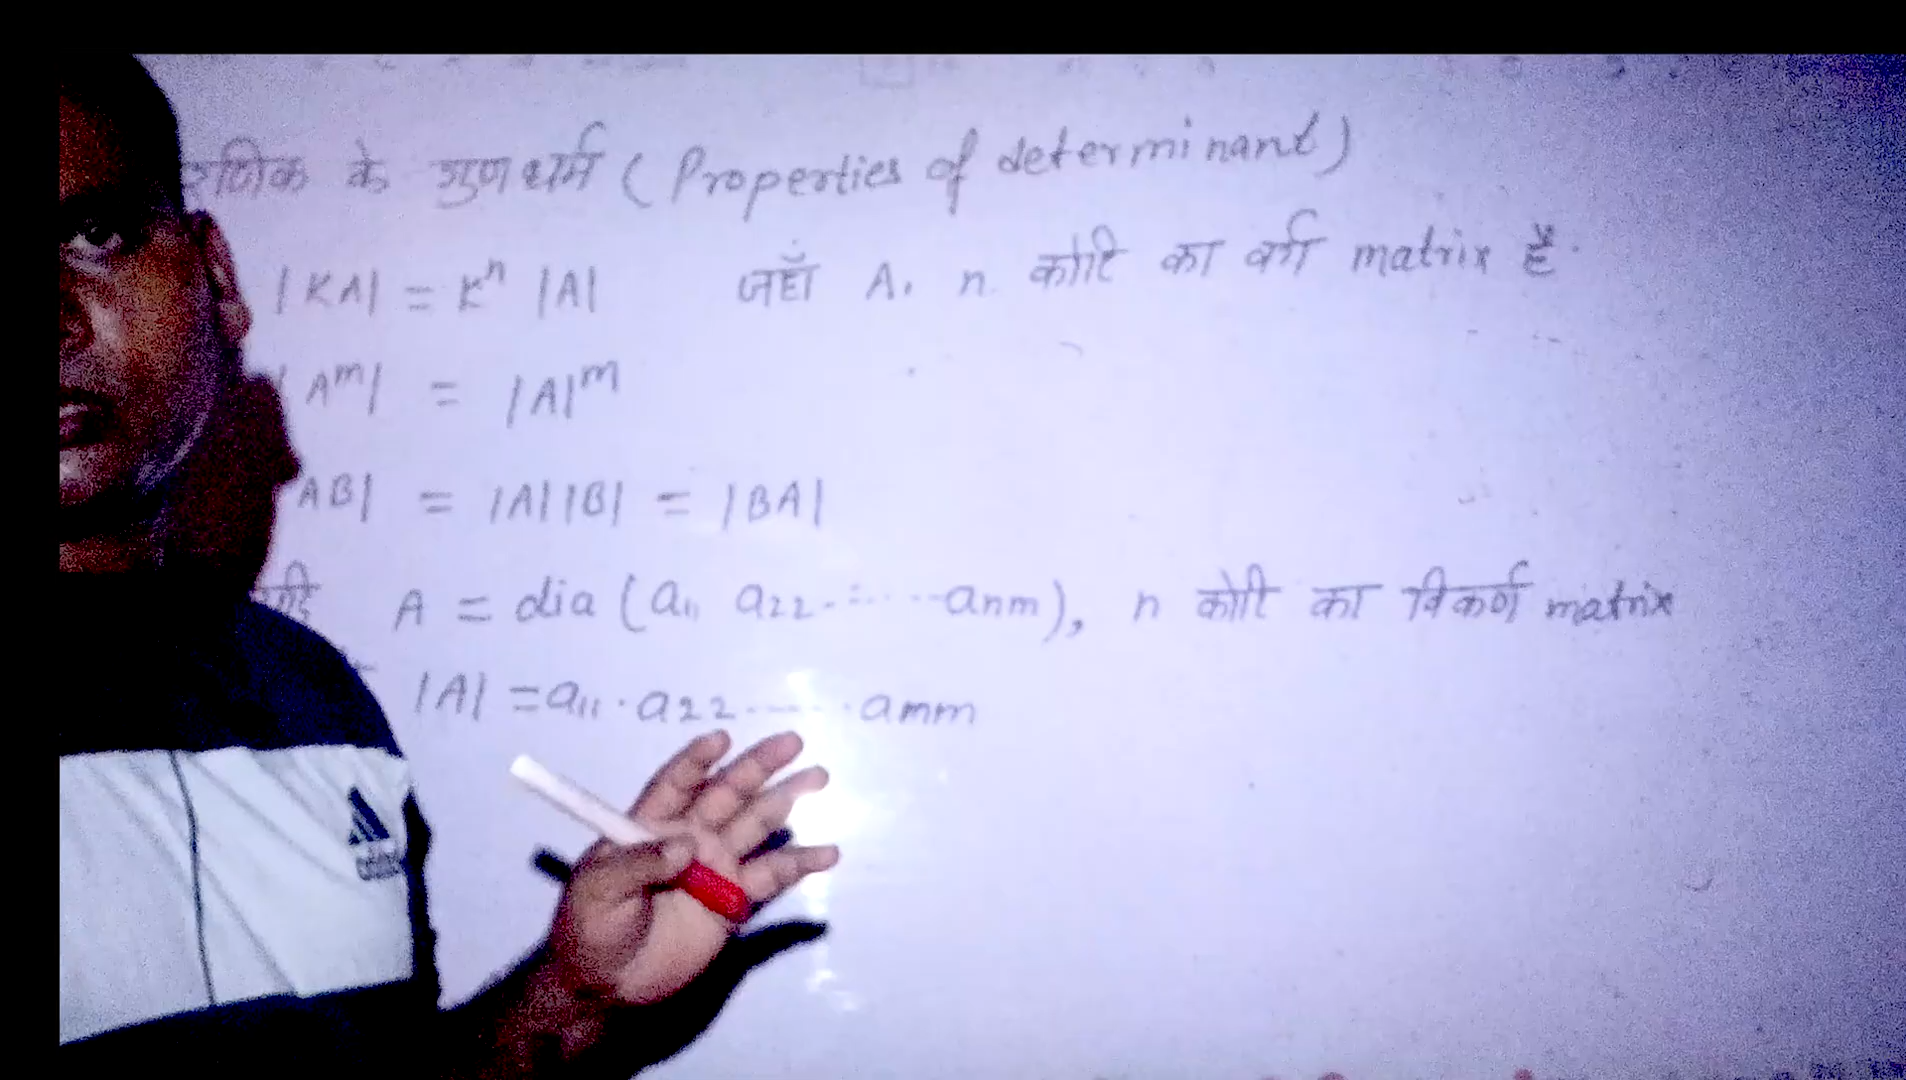 के गुणधर्म (Properties of determinant)
|KA| = K^n |A| जहाँ A, n कोटि का वर्ग matrix है.
|A^m| = |A|^m
AB| = |A||B| = |BA|
A = dia (a11 a22.......anm), n कोटि का विकर्ण matrix
|A| = a11 . a22........amm